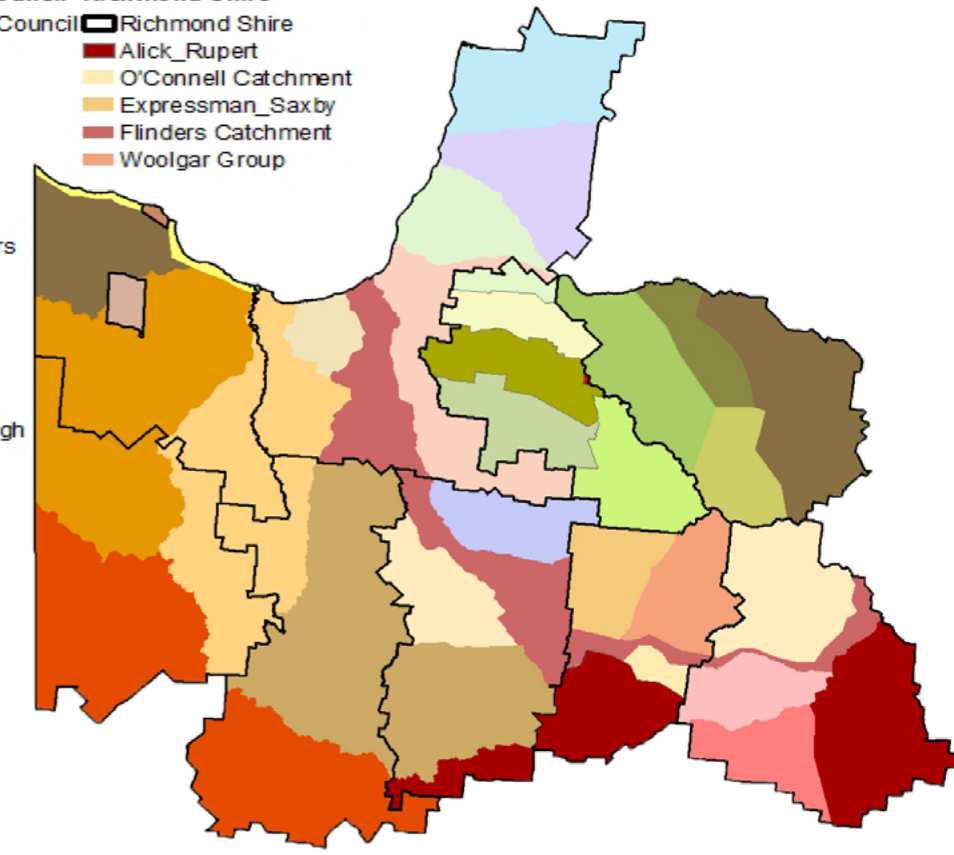 Council
Richmond Shire
Alick_Rupert
O'Connell Catchment
Expressman_Saxby
Flinders Catchment
Woolgar Group
rs
gh